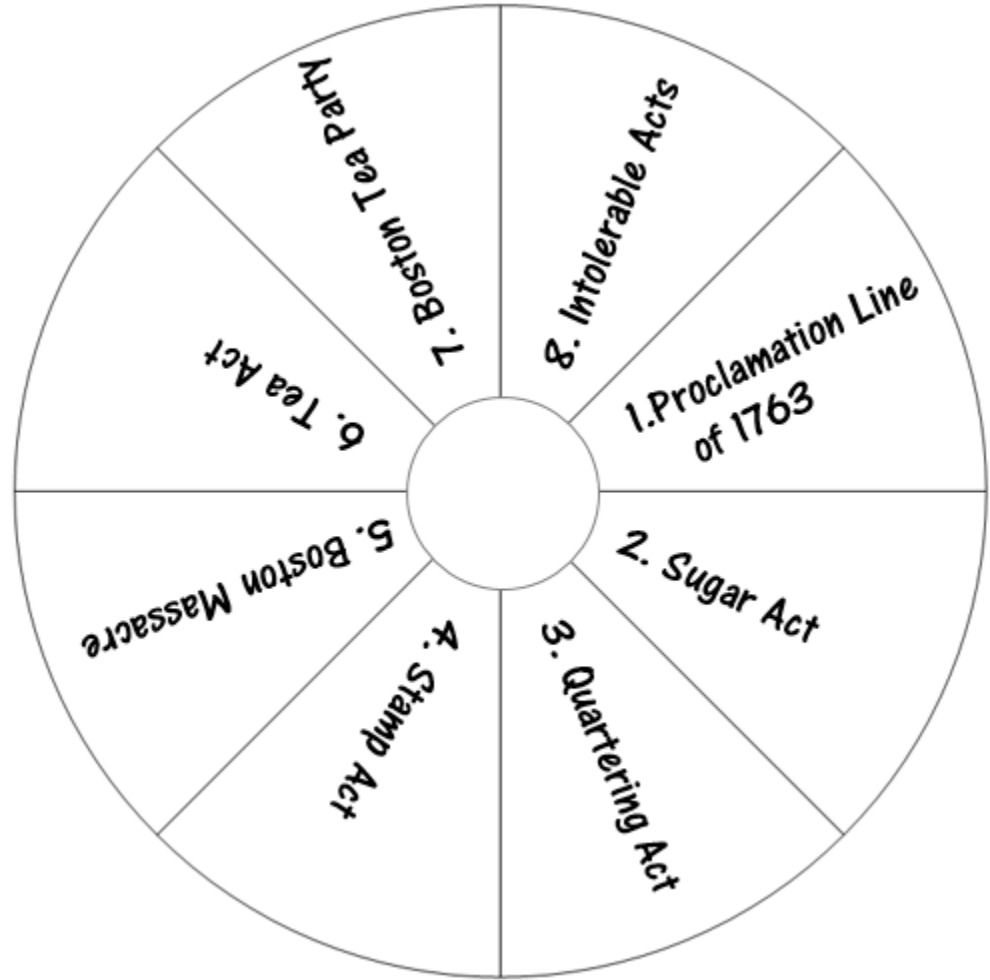 1.Proclamation Line
of 1763
2. Sugar Act
3. Quartering Act
4. Stamp Act
5. Boston Massacre
6. Tea Act
7. Boston Tea Party
8. Intolerable Acts